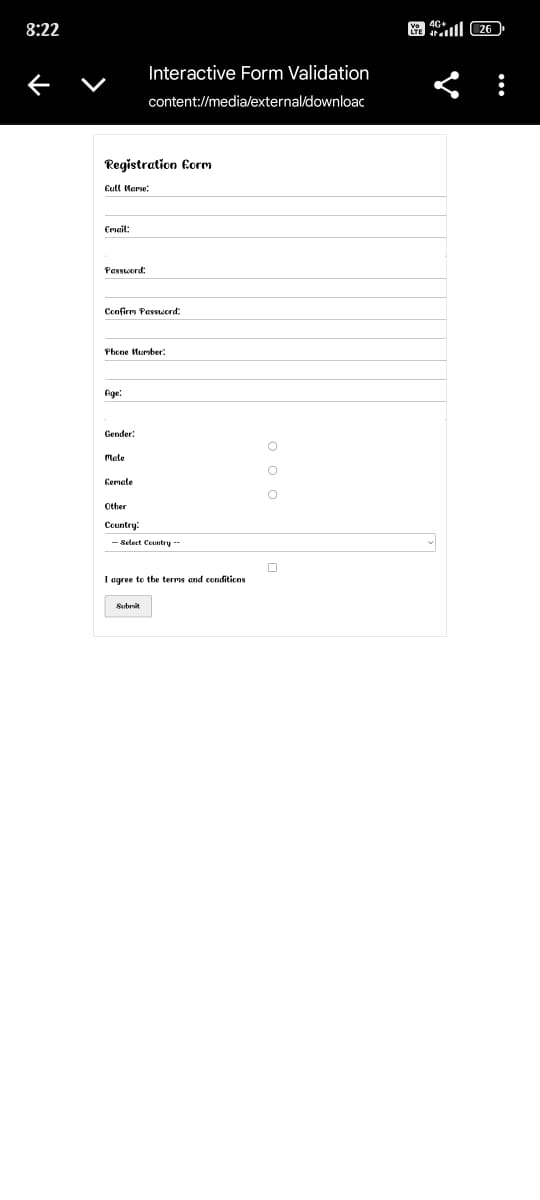 8:22
Vo LTE 4G+ 26
Interactive Form Validation
content://media/external/downloac
Registration Form
Full Name:
Email:
Password:
Confirm Password:
Phone Number:
Age:
Gender:
Male
Female
Other
Country:
-- Select Country --
I agree to the terms and conditions
Submit